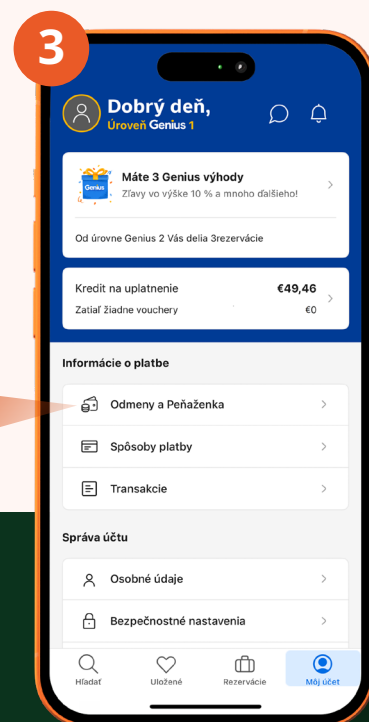 3
Dobrý deň,
Úroveň Genius 1
Genius
Máte 3 Genius výhody
Zľavy vo výške 10 % a mnoho ďalšieho!
Od úrovne Genius 2 Vás delia 3rezervácie
Kredit na uplatnenie €49,46
Zatiaľ žiadne vouchery €0
Informácie o platbe
Odmeny a Peňaženka
Spôsoby platby
Transakcie
Správa účtu
Osobné údaje
Bezpečnostné nastavenia
Hľadať Uložené Rezervácie Môj účet